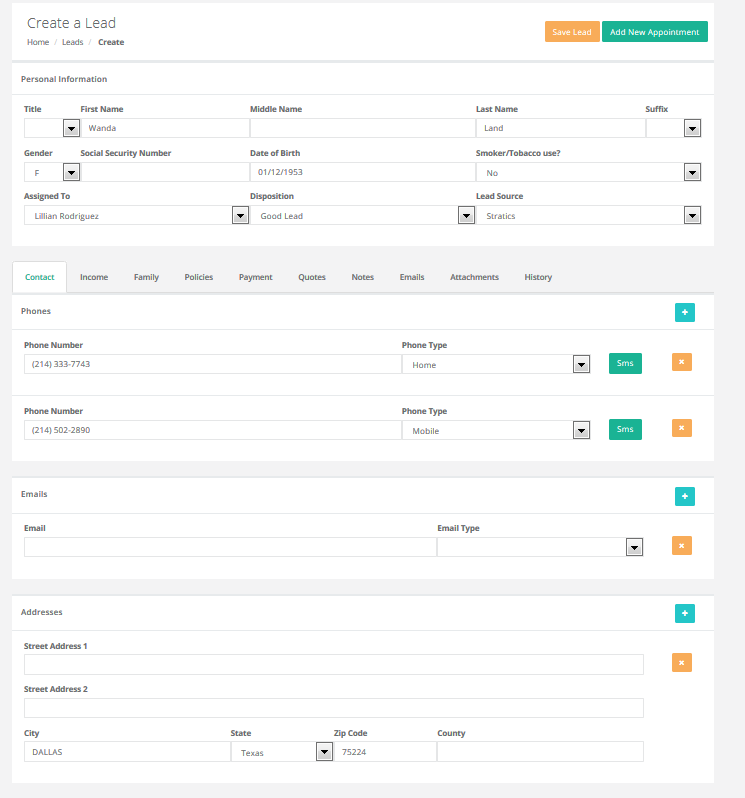 Create a Lead
Home / Leads / Create
Save Lead Add New Appointment
Personal Information
Title First Name Middle Name Last Name Suffix
Wanda Land
Gender Social Security Number Date of Birth Smoker/Tobacco use?
F 01/12/1953 No
Assigned To Disposition Lead Source
Lillian Rodriguez Good Lead Stratics
Contact Income Family Policies Payment Quotes Notes Emails Attachments History
Phones +
Phone Number Phone Type
(214) 333-7743 Home Sms ×
Phone Number Phone Type
(214) 502-2890 Mobile Sms ×
Emails +
Email Email Type
×
Addresses +
Street Address 1
×
Street Address 2
City State Zip Code County
DALLAS Texas 75224